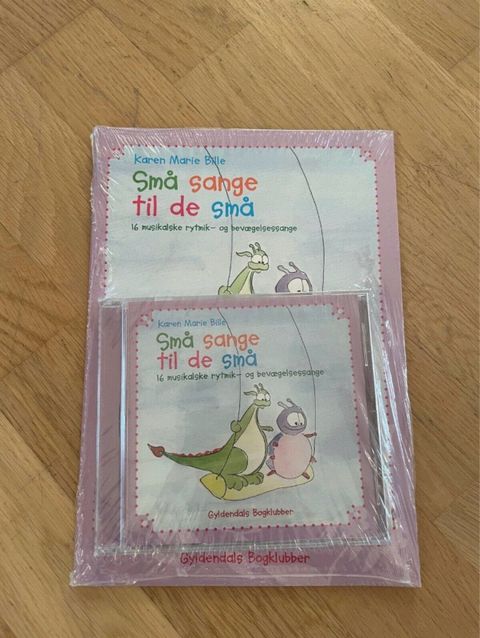 Karen Marie Bille
Små sange
til de små
16 musikalske rytmik- og bevægelsessange
Karen Marie Bille
Små sange
til de små
16 musikalske rytmik- og bevægelsessange
Gyldendals Bogklubber
Gyldendals Bogklubber